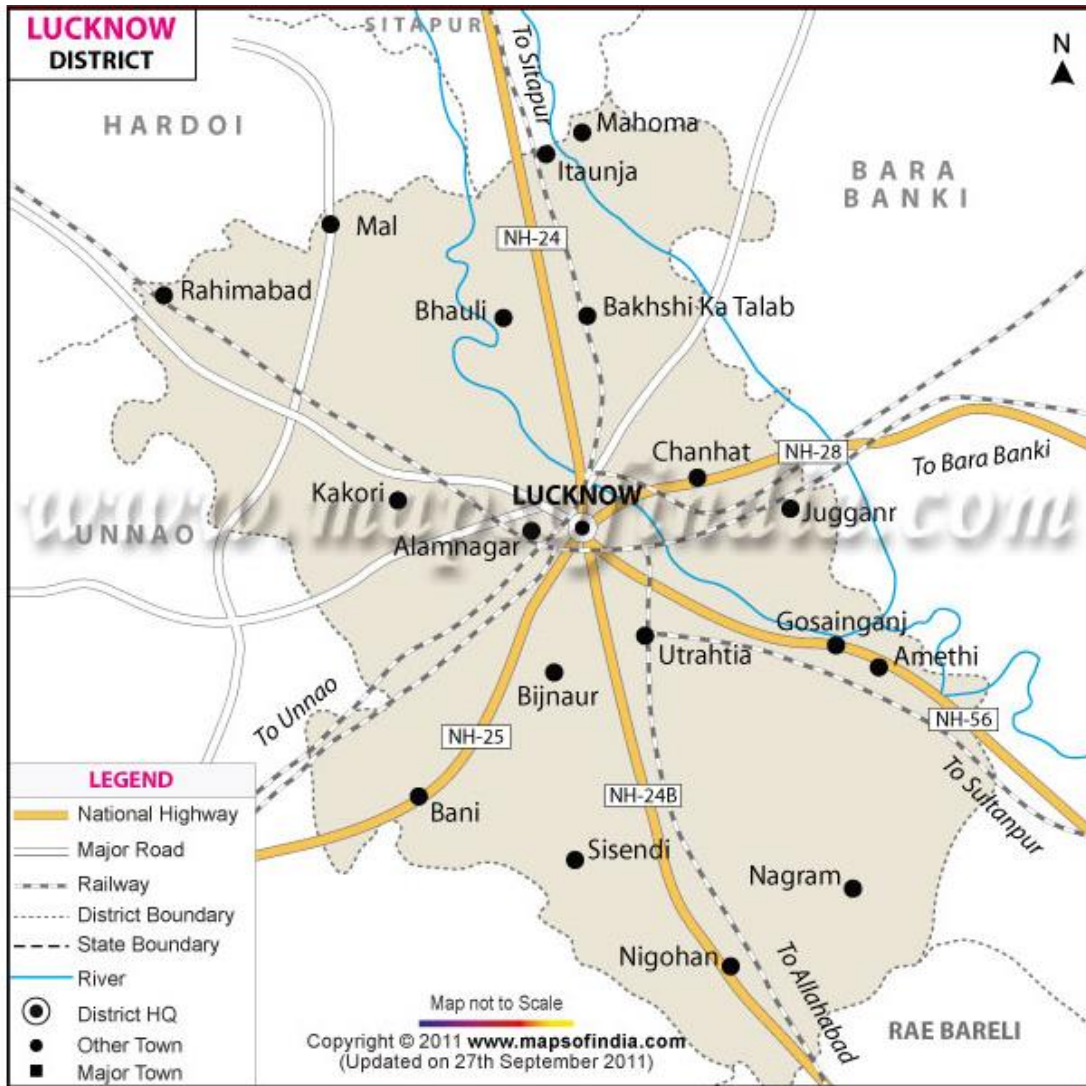 LUCKNOW
DISTRICT
SITAPUR
To Sitapur
N
HARDOI
Mahoma
Itaunja
BARA
BANKI
Mal
NH-24
Rahimabad
Bhauli
Bakhshi Ka Talab
Chanhat
NH-28
To Bara Banki
Kakori
LUCKNOW
www.mapsofindia.com
Jugganr
UNNAO
Alamnagar
Gosainganj
Utrahtia
Amethi
Bijnaur
To Unnao
NH-25
NH-56
To Sultanpur
NH-24B
Bani
Sisendi
Nagram
Nigohan
To Allahabad
RAE BARELI
LEGEND
National Highway
Major Road
Railway
District Boundary
State Boundary
River
District HQ
Other Town
Major Town
Map not to Scale
Copyright © 2011 www.mapsofindia.com
(Updated on 27th September 2011)